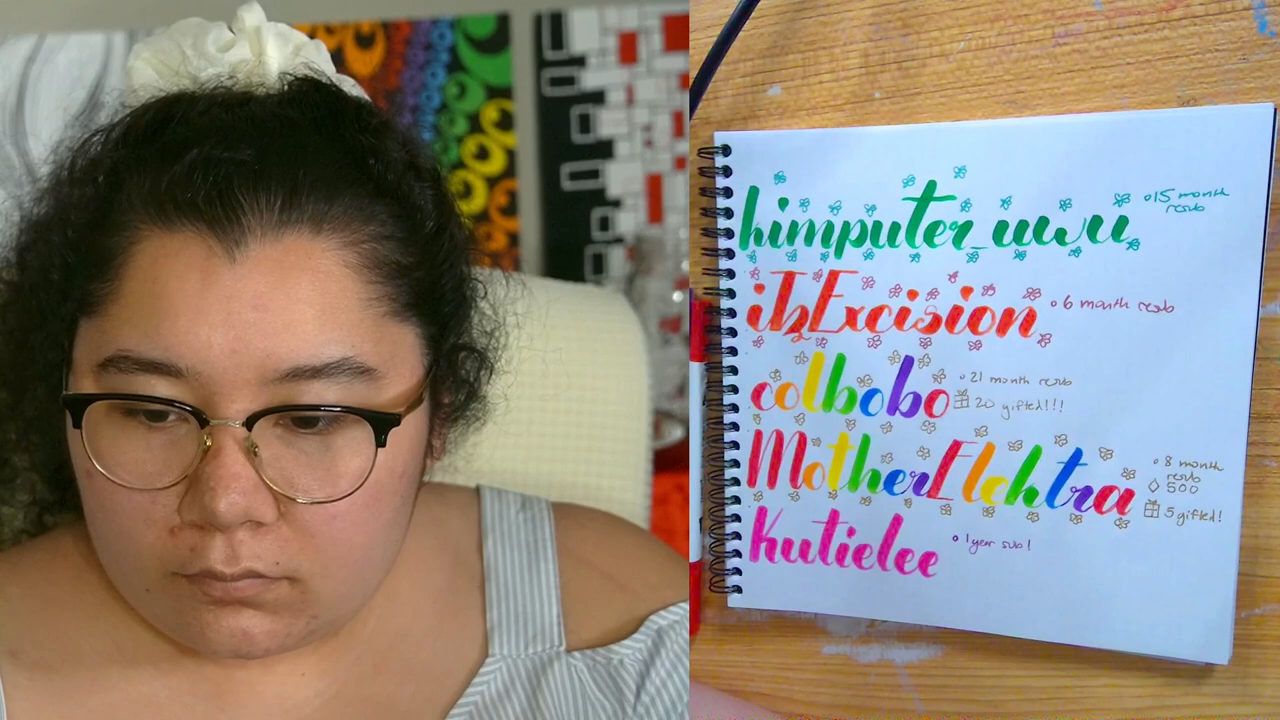 himputer_uwu
15 month resub
ibExcision
6 month resub
colbobo
21 month resub
20 gifted!!!
MotherElektra
8 month resub
500
5 gifted!
Kutielee
1 year sub!